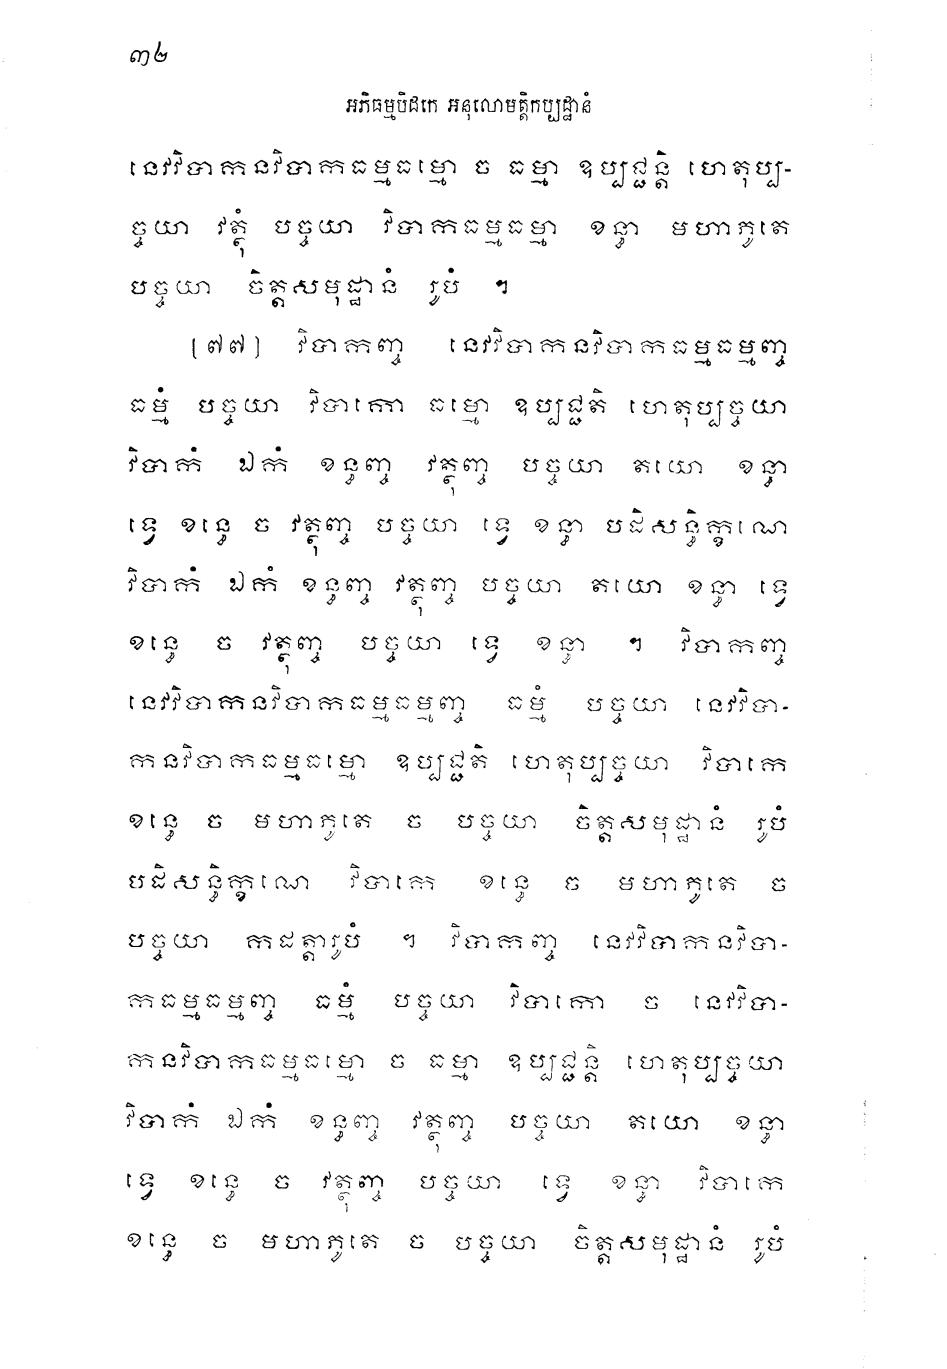 ៣២
អភិធម្មបិដកេ អនុលោមត្តិកប្បដ្ឋានំ
នេវវិបាកនវិបាកធម្មធម្មោ ច ធម្មា ឧប្បជ្ជន្តិ ហេតុប្ប-
ច្ចយា វត្ថុំ បច្ចយា វិបាកធម្មធម្មា ខន្ធា មហាភូតេ
បច្ចយា ចិត្តសមុដ្ឋានំ រូបំ ។
[៧៧] វិបាកញ្ច នេវវិបាកនវិបាកធម្មធម្មញ្ច
ធម្មំ បច្ចយា វិបាកោ ធម្មោ ឧប្បជ្ជតិ ហេតុប្បច្ចយា
វិបាកំ ឯកំ ខន្ធញ្ច វត្ថុញ្ច បច្ចយា តយោ ខន្ធា
ទ្វេ ខន្ធេ ច វត្ថុញ្ច បច្ចយា ទ្វេ ខន្ធា បដិសន្ធិក្ខណេ
វិបាកំ ឯកំ ខន្ធញ្ច វត្ថុញ្ច បច្ចយា តយោ ខន្ធា ទ្វេ
ខន្ធេ ច វត្ថុញ្ច បច្ចយា ទ្វេ ខន្ធា ។ វិបាកញ្ច
នេវវិបាកនវិបាកធម្មធម្មញ្ច ធម្មំ បច្ចយា នេវវិបា-
កនវិបាកធម្មធម្មោ ឧប្បជ្ជតិ ហេតុប្បច្ចយា វិបាកេ
ខន្ធេ ច មហាភូតេ ច បច្ចយា ចិត្តសមុដ្ឋានំ រូបំ
បដិសន្ធិក្ខណេ វិបាកេ ខន្ធេ ច មហាភូតេ ច
បច្ចយា កដត្តារូបំ ។ វិបាកញ្ច នេវវិបាកនវិបា-
កធម្មធម្មញ្ច ធម្មំ បច្ចយា វិបាកោ ច នេវវិបា-
កនវិបាកធម្មធម្មោ ច ធម្មា ឧប្បជ្ជន្តិ ហេតុប្បច្ចយា
វិបាកំ ឯកំ ខន្ធញ្ច វត្ថុញ្ច បច្ចយា តយោ ខន្ធា
ទ្វេ ខន្ធេ ច វត្ថុញ្ច បច្ចយា ទ្វេ ខន្ធា វិបាកេ
ខន្ធេ ច មហាភូតេ ច បច្ចយា ចិត្តសមុដ្ឋានំ រូបំ